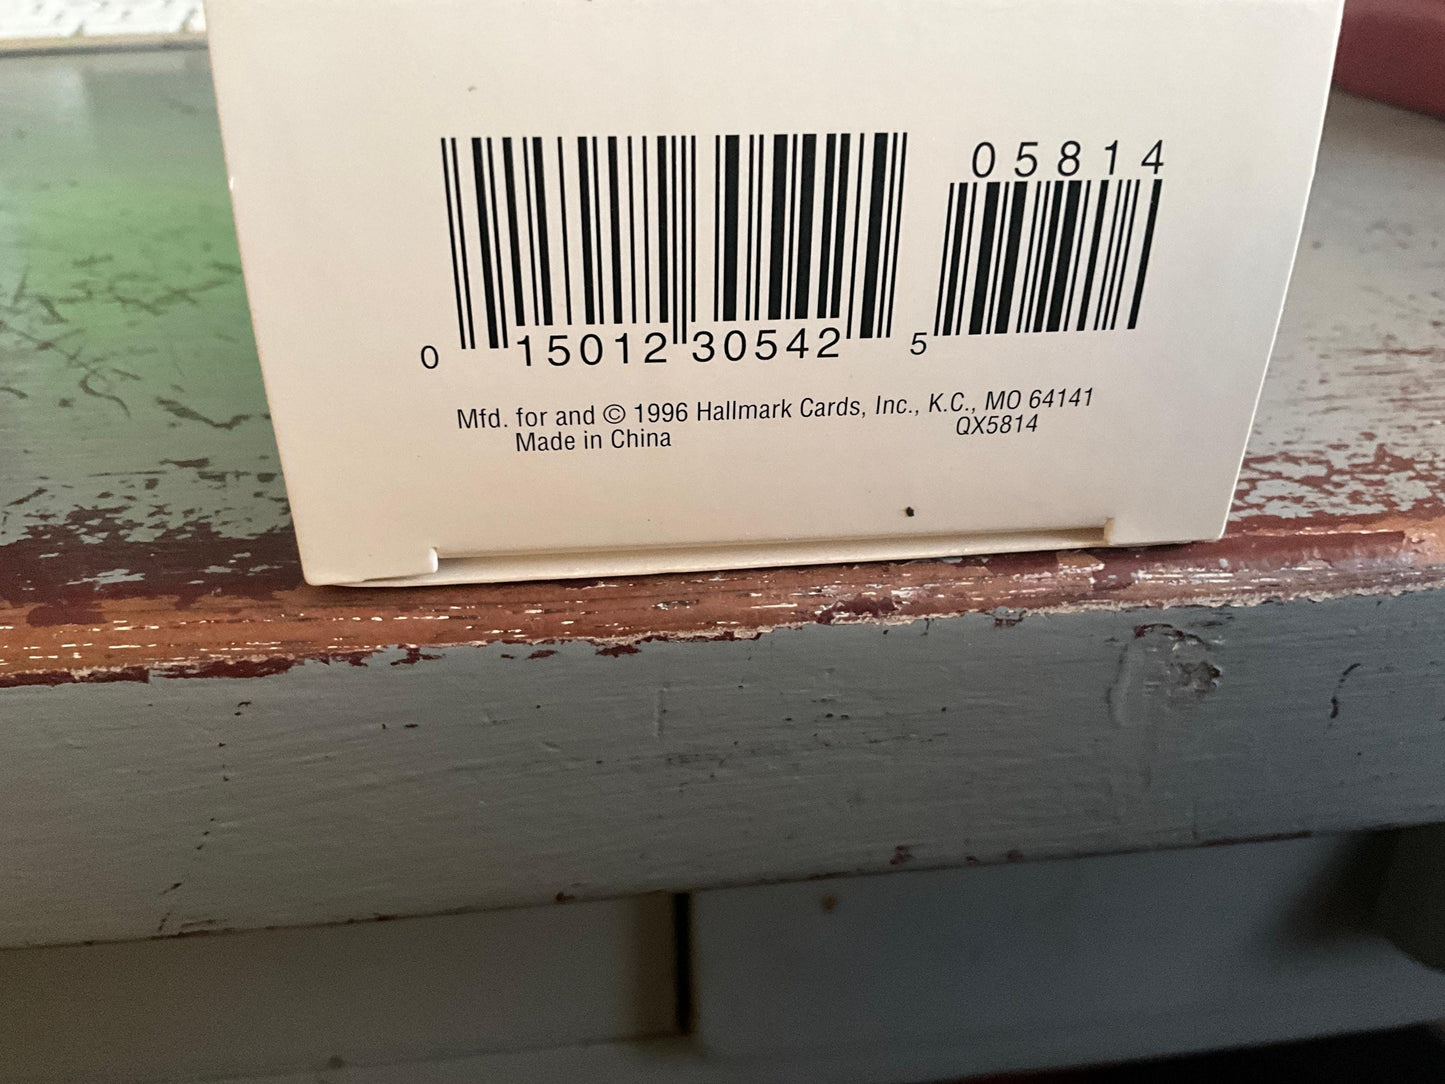 05814
0 15012 30542 5
Mfd. for and © 1996 Hallmark Cards, Inc., K.C., MO 64141
Made in China QX5814